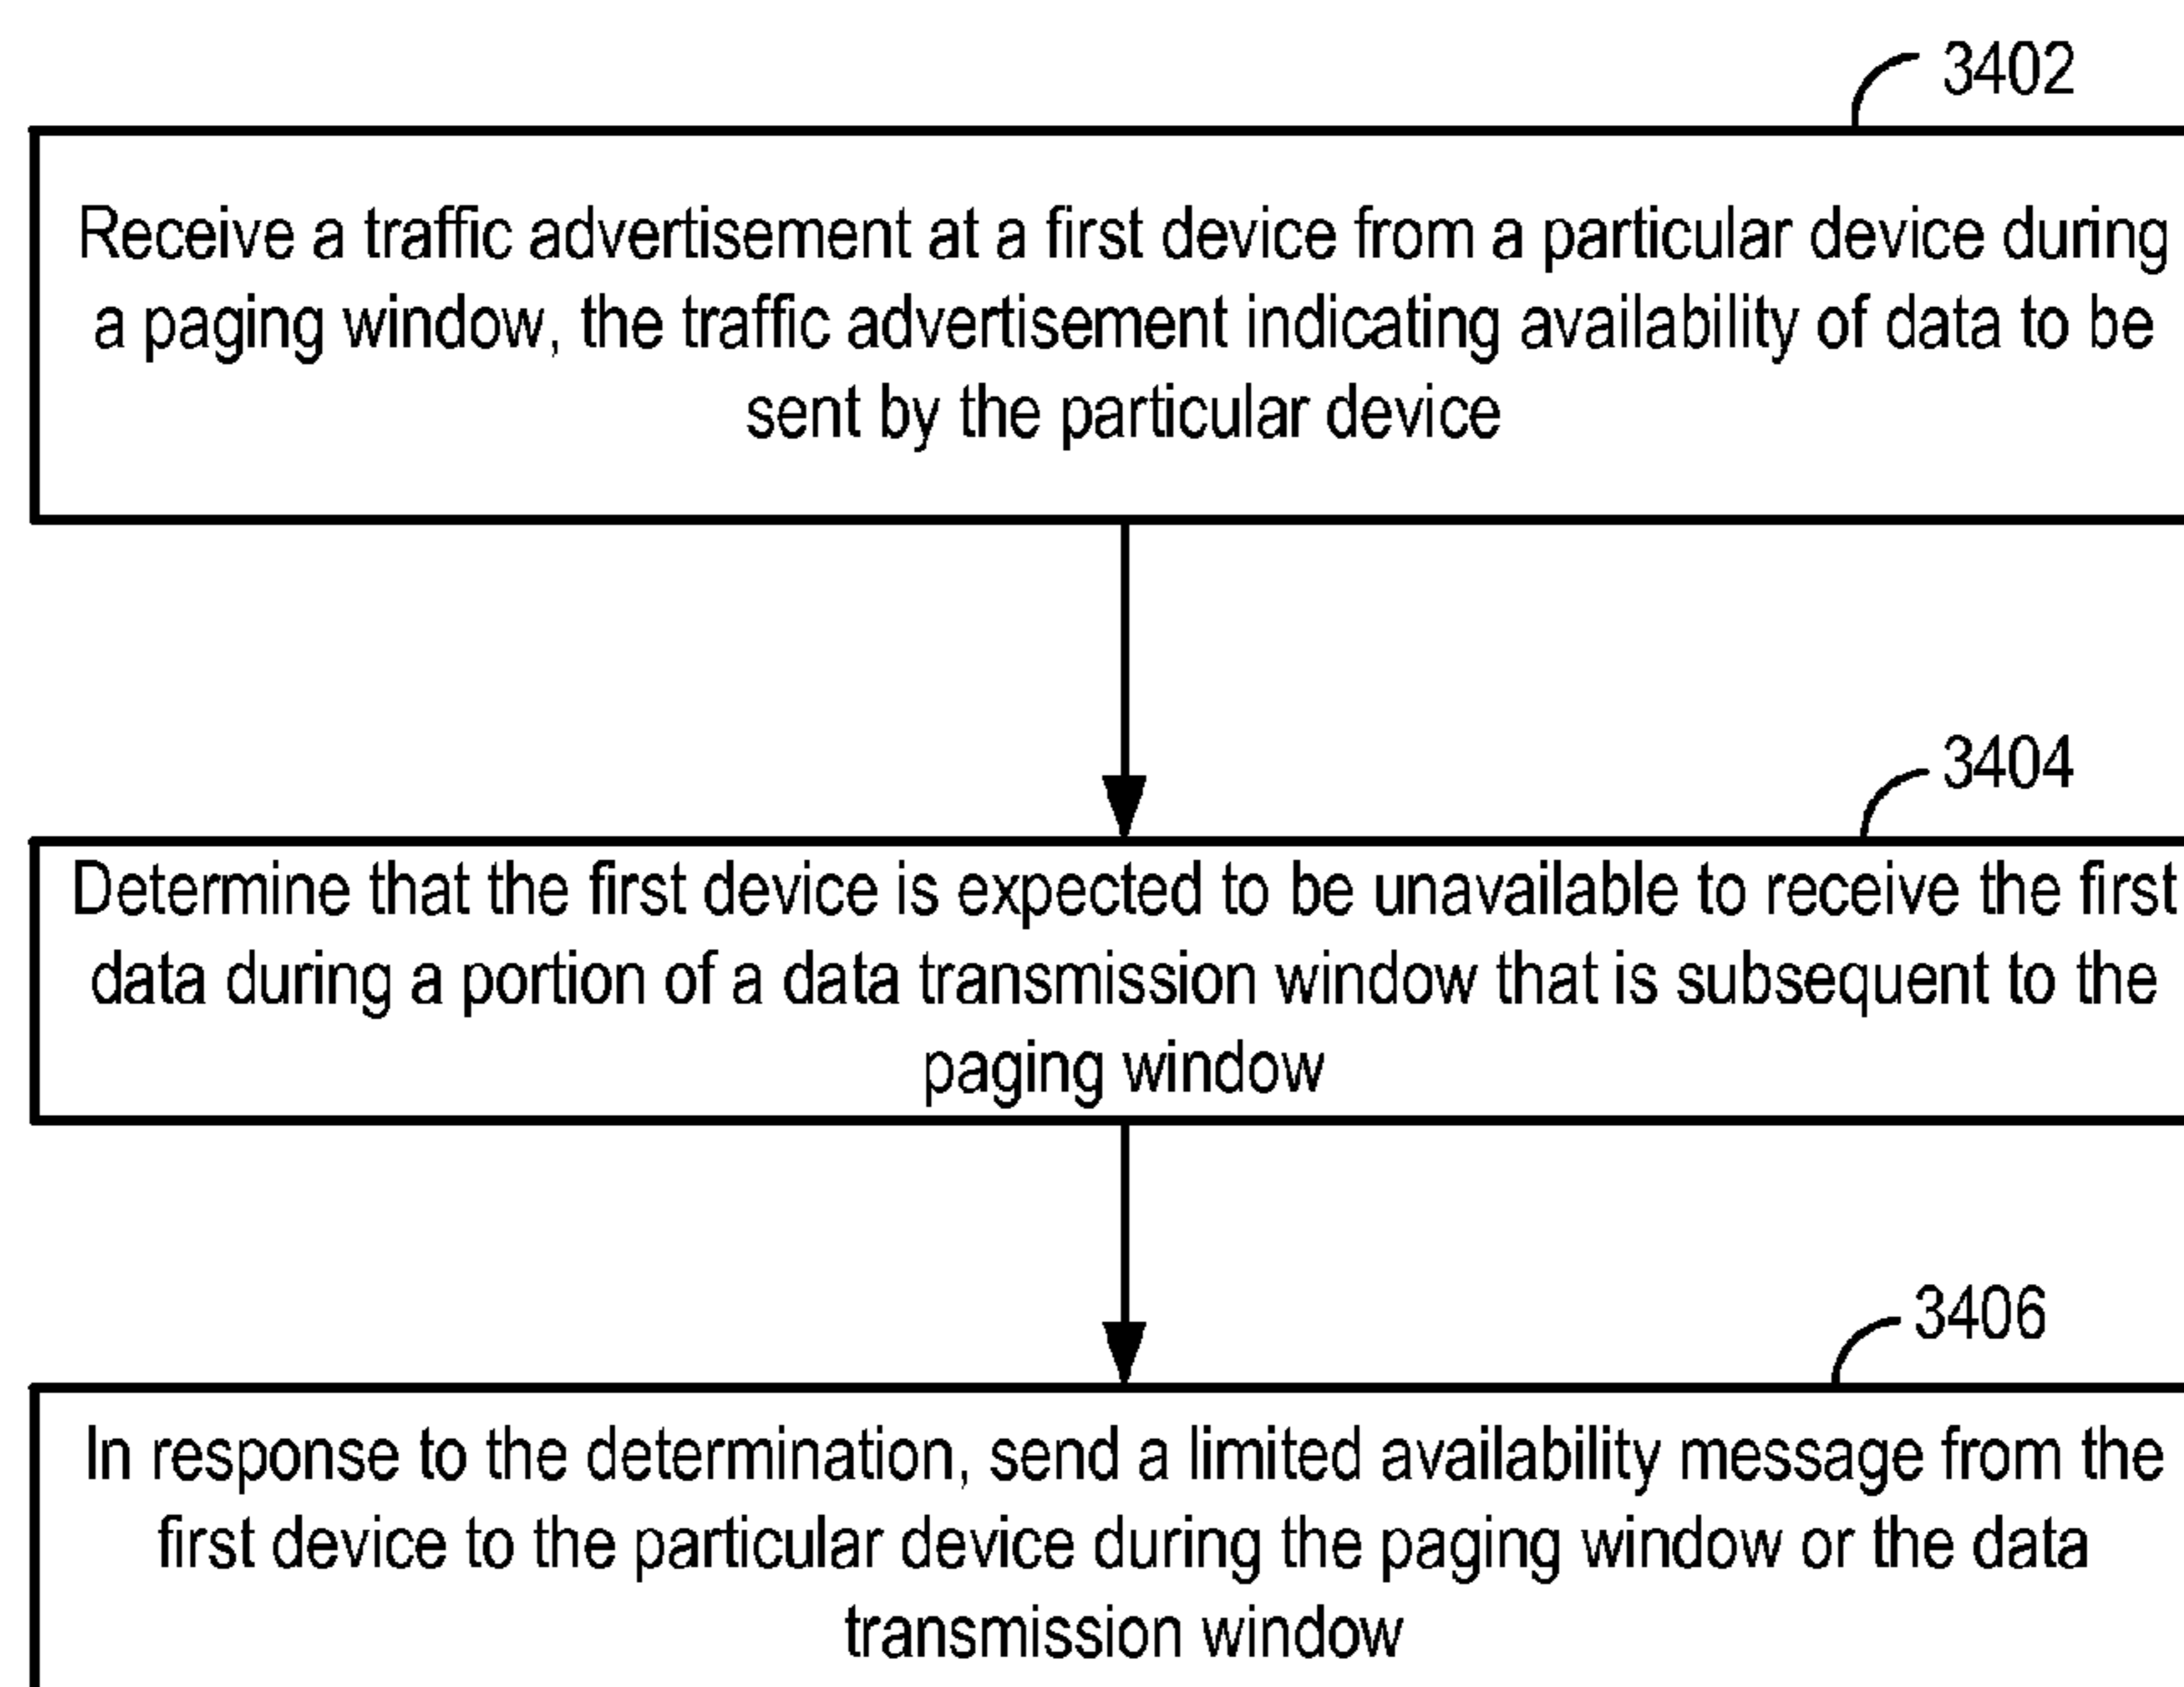 3402
Receive a traffic advertisement at a first device from a particular device during
a paging window, the traffic advertisement indicating availability of data to be
sent by the particular device
3404
Determine that the first device is expected to be unavailable to receive the first
data during a portion of a data transmission window that is subsequent to the
paging window
3406
In response to the determination, send a limited availability message from the
first device to the particular device during the paging window or the data
transmission window